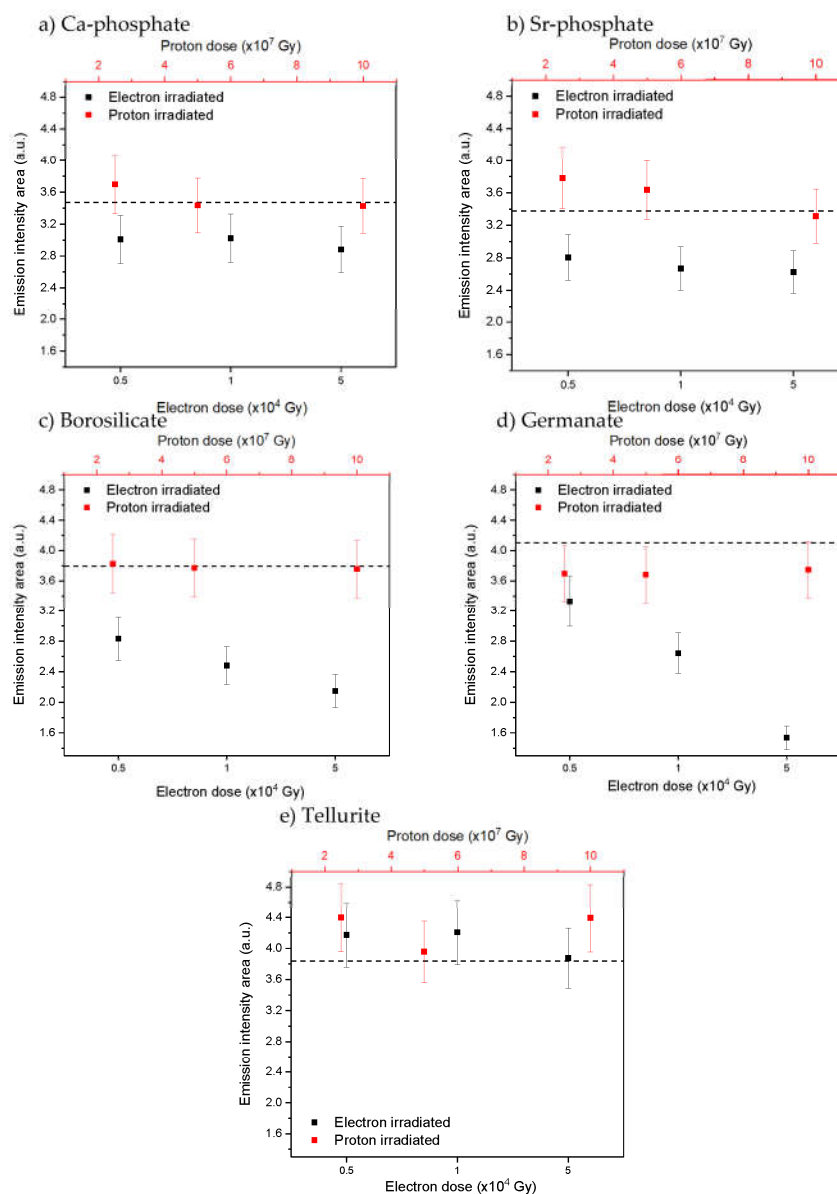 a) Ca-phosphate
Proton dose (x10⁷ Gy)
2 4 6 8 10
Electron irradiated
Proton irradiated
Emission intensity area (a.u.)
4.8
4.4
4.0
3.6
3.2
2.8
2.4
2.0
1.6
0.5 1 5
Electron dose (x10⁴ Gy)
b) Sr-phosphate
Proton dose (x10⁷ Gy)
2 4 6 8 10
Electron irradiated
Proton irradiated
Emission intensity area (a.u.)
4.8
4.4
4.0
3.6
3.2
2.8
2.4
2.0
1.6
0.5 1 5
Electron dose (x10⁴ Gy)
c) Borosilicate
Proton dose (x10⁷ Gy)
2 4 6 8 10
Electron irradiated
Proton irradiated
Emission intensity area (a.u.)
4.8
4.4
4.0
3.6
3.2
2.8
2.4
2.0
1.6
0.5 1 5
Electron dose (x10⁴ Gy)
d) Germanate
Proton dose (x10⁷ Gy)
2 4 6 8 10
Electron irradiated
Proton irradiated
Emission intensity area (a.u.)
4.8
4.4
4.0
3.6
3.2
2.8
2.4
2.0
1.6
0.5 1 5
Electron dose (x10⁴ Gy)
e) Tellurite
Proton dose (x10⁷ Gy)
2 4 6 8 10
Emission intensity area (a.u.)
4.8
4.4
4.0
3.6
3.2
2.8
2.4
2.0
1.6
Electron irradiated
Proton irradiated
0.5 1 5
Electron dose (x10⁴ Gy)